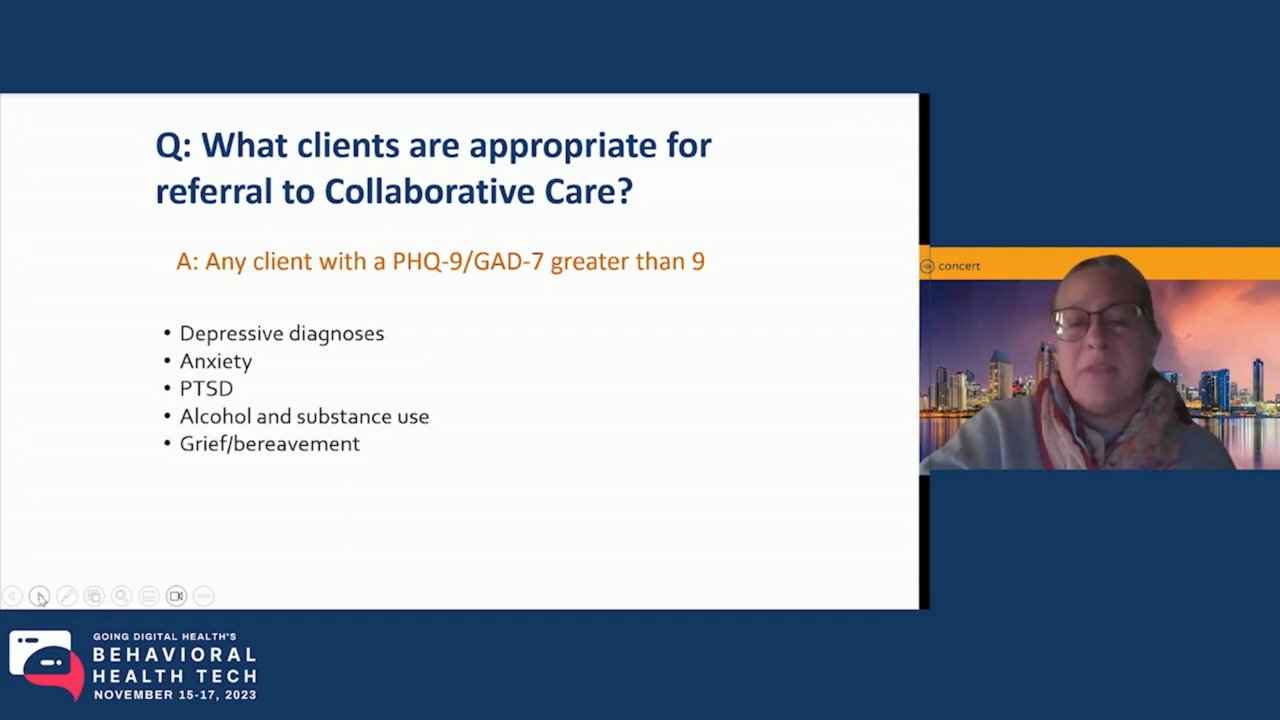 Q: What clients are appropriate for
referral to Collaborative Care?
A: Any client with a PHQ-9/GAD-7 greater than 9
• Depressive diagnoses
• Anxiety
• PTSD
• Alcohol and substance use
• Grief/bereavement
concert
GOING DIGITAL HEALTH'S
BEHAVIORAL
HEALTH TECH
NOVEMBER 15-17, 2023